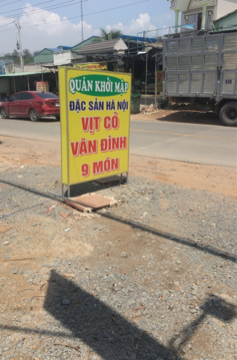 QUÁN KHỞI MẬP
ĐẶC SẢN HÀ NỘI
VỊT CỎ
VÂN ĐÌNH
9 MÓN